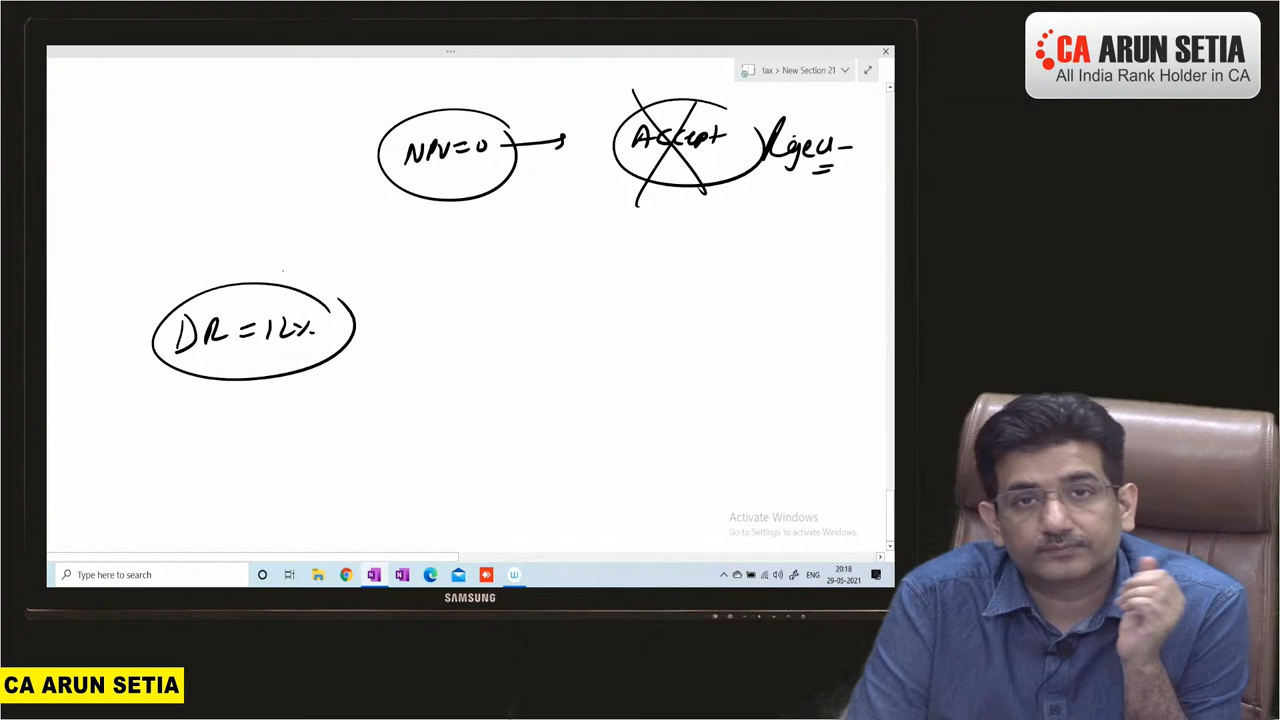 CA ARUN SETIA
All India Rank Holder in CA
tax > New Section 21
NPV=0 → Accept Reject
DR = 12%
Activate Windows
Go to Settings to activate Windows.
Type here to search
ENG
20:18
29-05-2021
SAMSUNG
CA ARUN SETIA